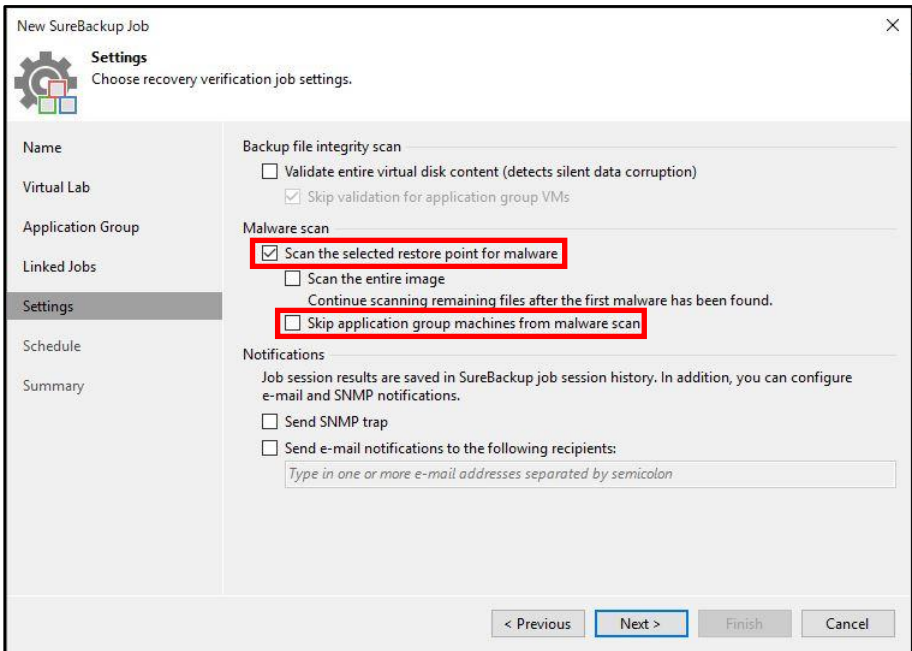 New SureBackup Job
Settings
Choose recovery verification job settings.
Name
Virtual Lab
Application Group
Linked Jobs
Settings
Schedule
Summary
Backup file integrity scan
Validate entire virtual disk content (detects silent data corruption)
Skip validation for application group VMs
Malware scan
Scan the selected restore point for malware
Scan the entire image
Continue scanning remaining files after the first malware has been found.
Skip application group machines from malware scan
Notifications
Job session results are saved in SureBackup job session history. In addition, you can configure
e-mail and SNMP notifications.
Send SNMP trap
Send e-mail notifications to the following recipients:
Type in one or more e-mail addresses separated by semicolon
< Previous
Next >
Finish
Cancel